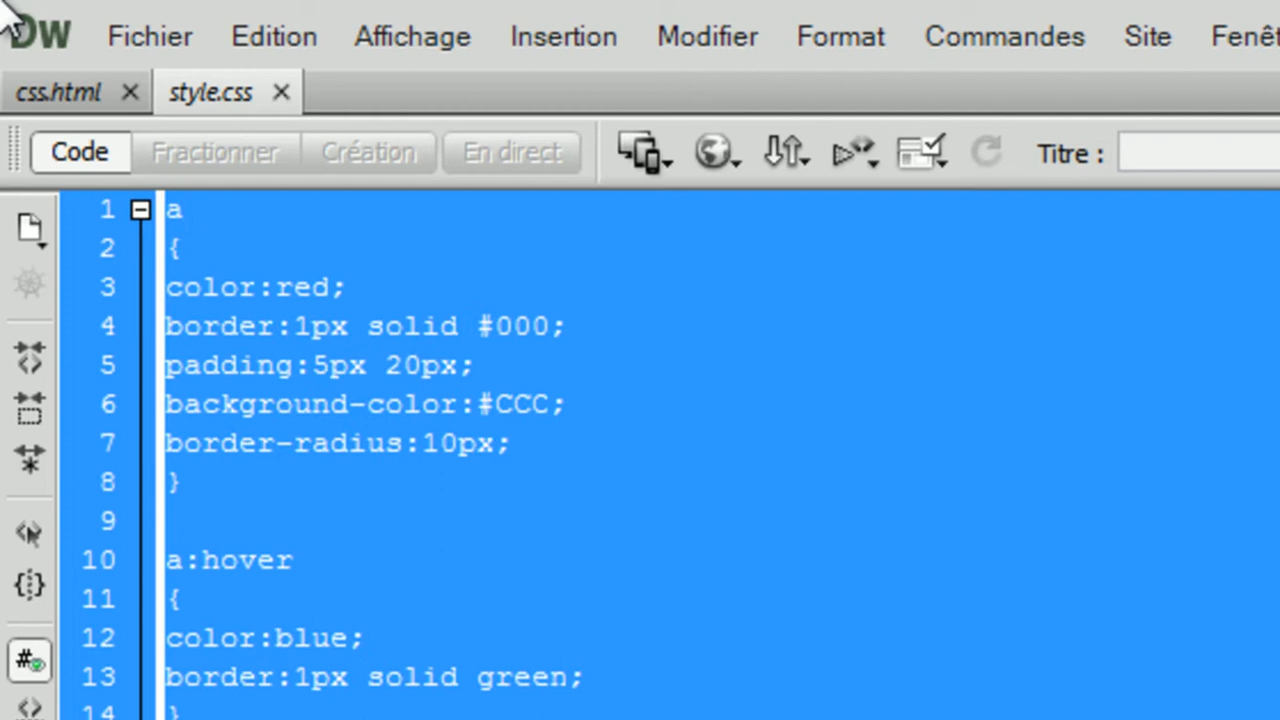 Dw Fichier Edition Affichage Insertion Modifier Format Commandes Site Fenêt
css.html style.css
Code Fractionner Création En direct Titre :
1 a
2 {
3 color:red;
4 border:1px solid #000;
5 padding:5px 20px;
6 background-color:#CCC;
7 border-radius:10px;
8 }
9
10 a:hover
11 {
12 color:blue;
13 border:1px solid green;
14 }